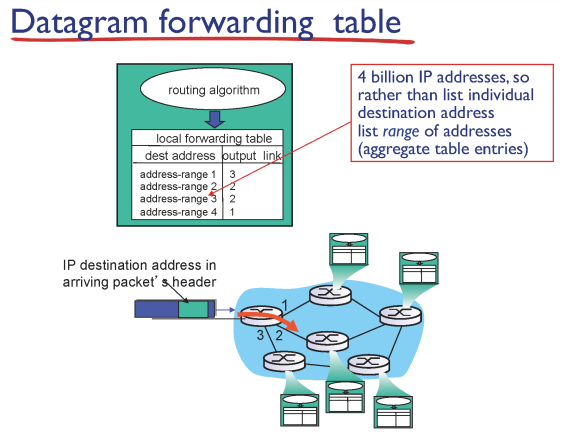 Datagram forwarding table
routing algorithm
local forwarding table
dest address output link
address-range 1 3
address-range 2 2
address-range 3 2
address-range 4 1
4 billion IP addresses, so
rather than list individual
destination address
list range of addresses
(aggregate table entries)
IP destination address in
arriving packet's header
1
3 2